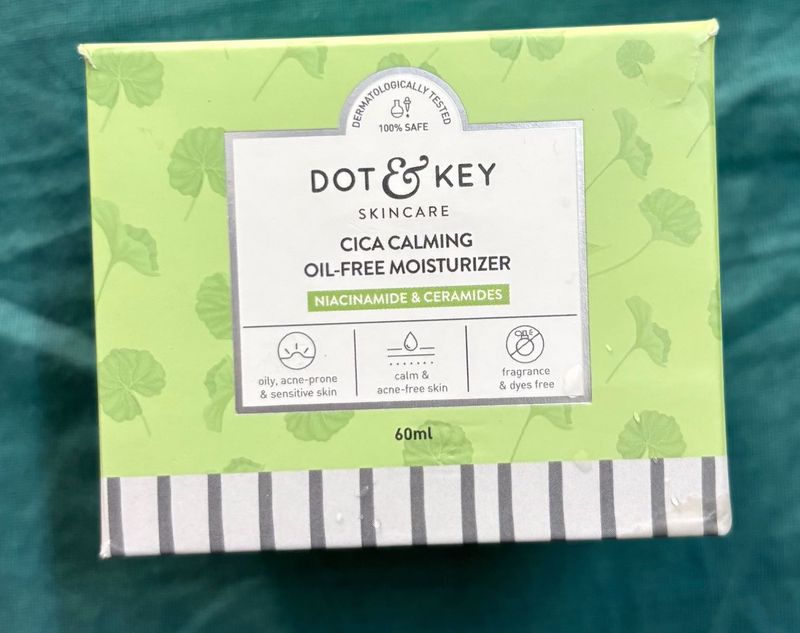 DERMATOLOGICALLY TESTED
100% SAFE
DOT & KEY
SKINCARE
CICA CALMING
OIL-FREE MOISTURIZER
NIACINAMIDE & CERAMIDES
oily, acne-prone
& sensitive skin
calm &
acne-free skin
fragrance
& dyes free
60ml